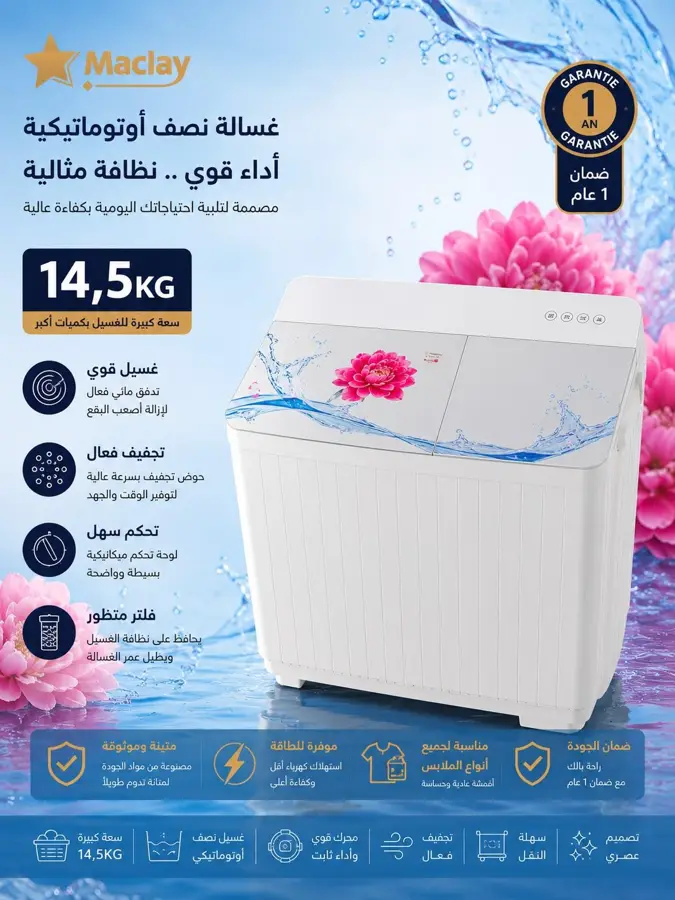 Maclay
غسالة نصف أوتوماتيكية
أداء قوي .. نظافة مثالية
مصممة لتلبية احتياجاتك اليومية بكفاءة عالية
GARANTIE
1
AN
GARANTIE
ضمان
1 عام
14,5KG
سعة كبيرة للغسيل بكميات أكبر
غسيل قوي
تدفق مائي فعال
لإزالة أصعب البقع
تجفيف فعال
حوض تجفيف بسرعة عالية
لتوفير الوقت والجهد
تحكم سهل
لوحة تحكم ميكانيكية
بسيطة وواضحة
فلتر متظور
يحافظ على نظافة الغسيل
ويطيل عمر الغسالة
ضمان الجودة
راحة بالك
مع ضمان 1 عام
مناسبة لجميع
أنواع الملابس
أقمشة عادية وحساسة
موفرة للطاقة
استهلاك كهرباء أقل
وكفاءة أعلى
متينة وموثوقة
مصنوعة من مواد الجودة
لمتانة تدوم طويلاً
تصميم
عصري
سهلة
النقل
تجفيف
فعال
محرك قوي
وأداء ثابت
غسيل نصف
أوتوماتيكي
سعة كبيرة
14,5KG